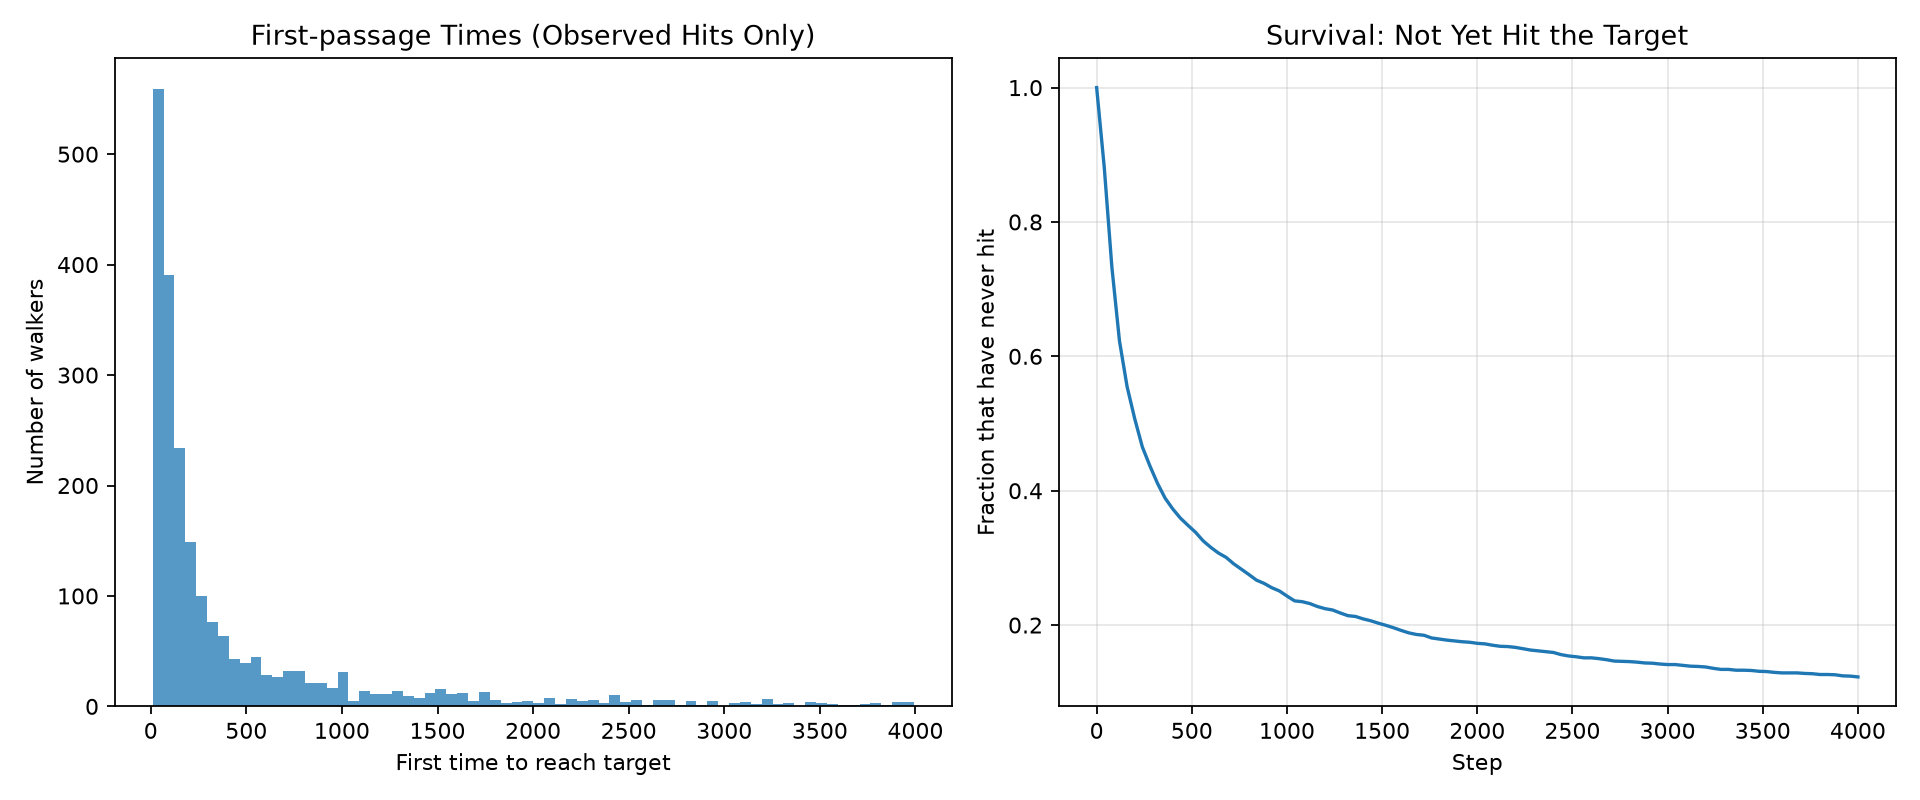 First-passage Times (Observed Hits Only)
Number of walkers
500
400
300
200
100
0
0 500 1000 1500 2000 2500 3000 3500 4000
First time to reach target
Survival: Not Yet Hit the Target
Fraction that have never hit
1.0
0.8
0.6
0.4
0.2
0 500 1000 1500 2000 2500 3000 3500 4000
Step